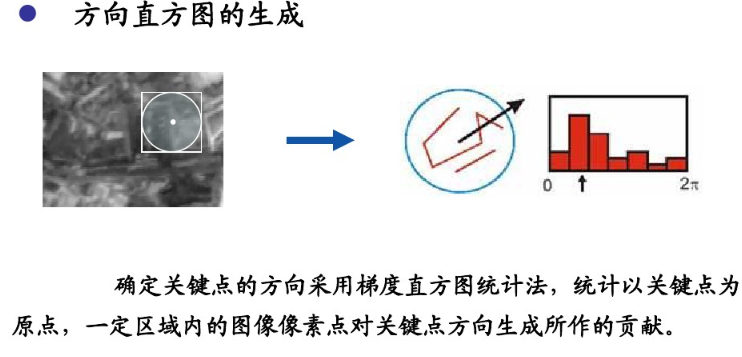 方向直方图的生成
0
2π
确定关键点的方向采用梯度直方图统计法，统计以关键点为
原点，一定区域内的图像像素点对关键点方向生成所作的贡献。